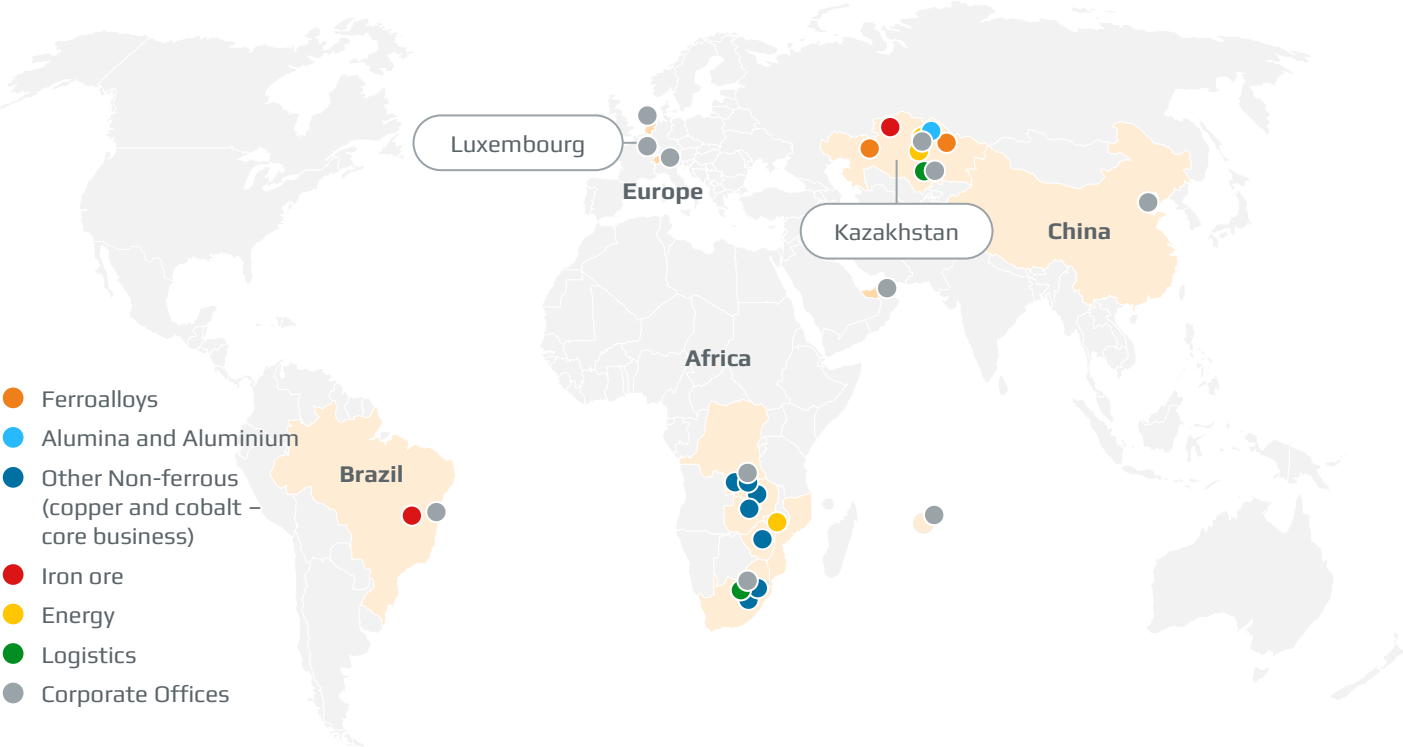 Luxembourg
Europe
Kazakhstan
China
Africa
Brazil
Ferroalloys
Alumina and Aluminium
Other Non-ferrous
(copper and cobalt –
core business)
Iron ore
Energy
Logistics
Corporate Offices